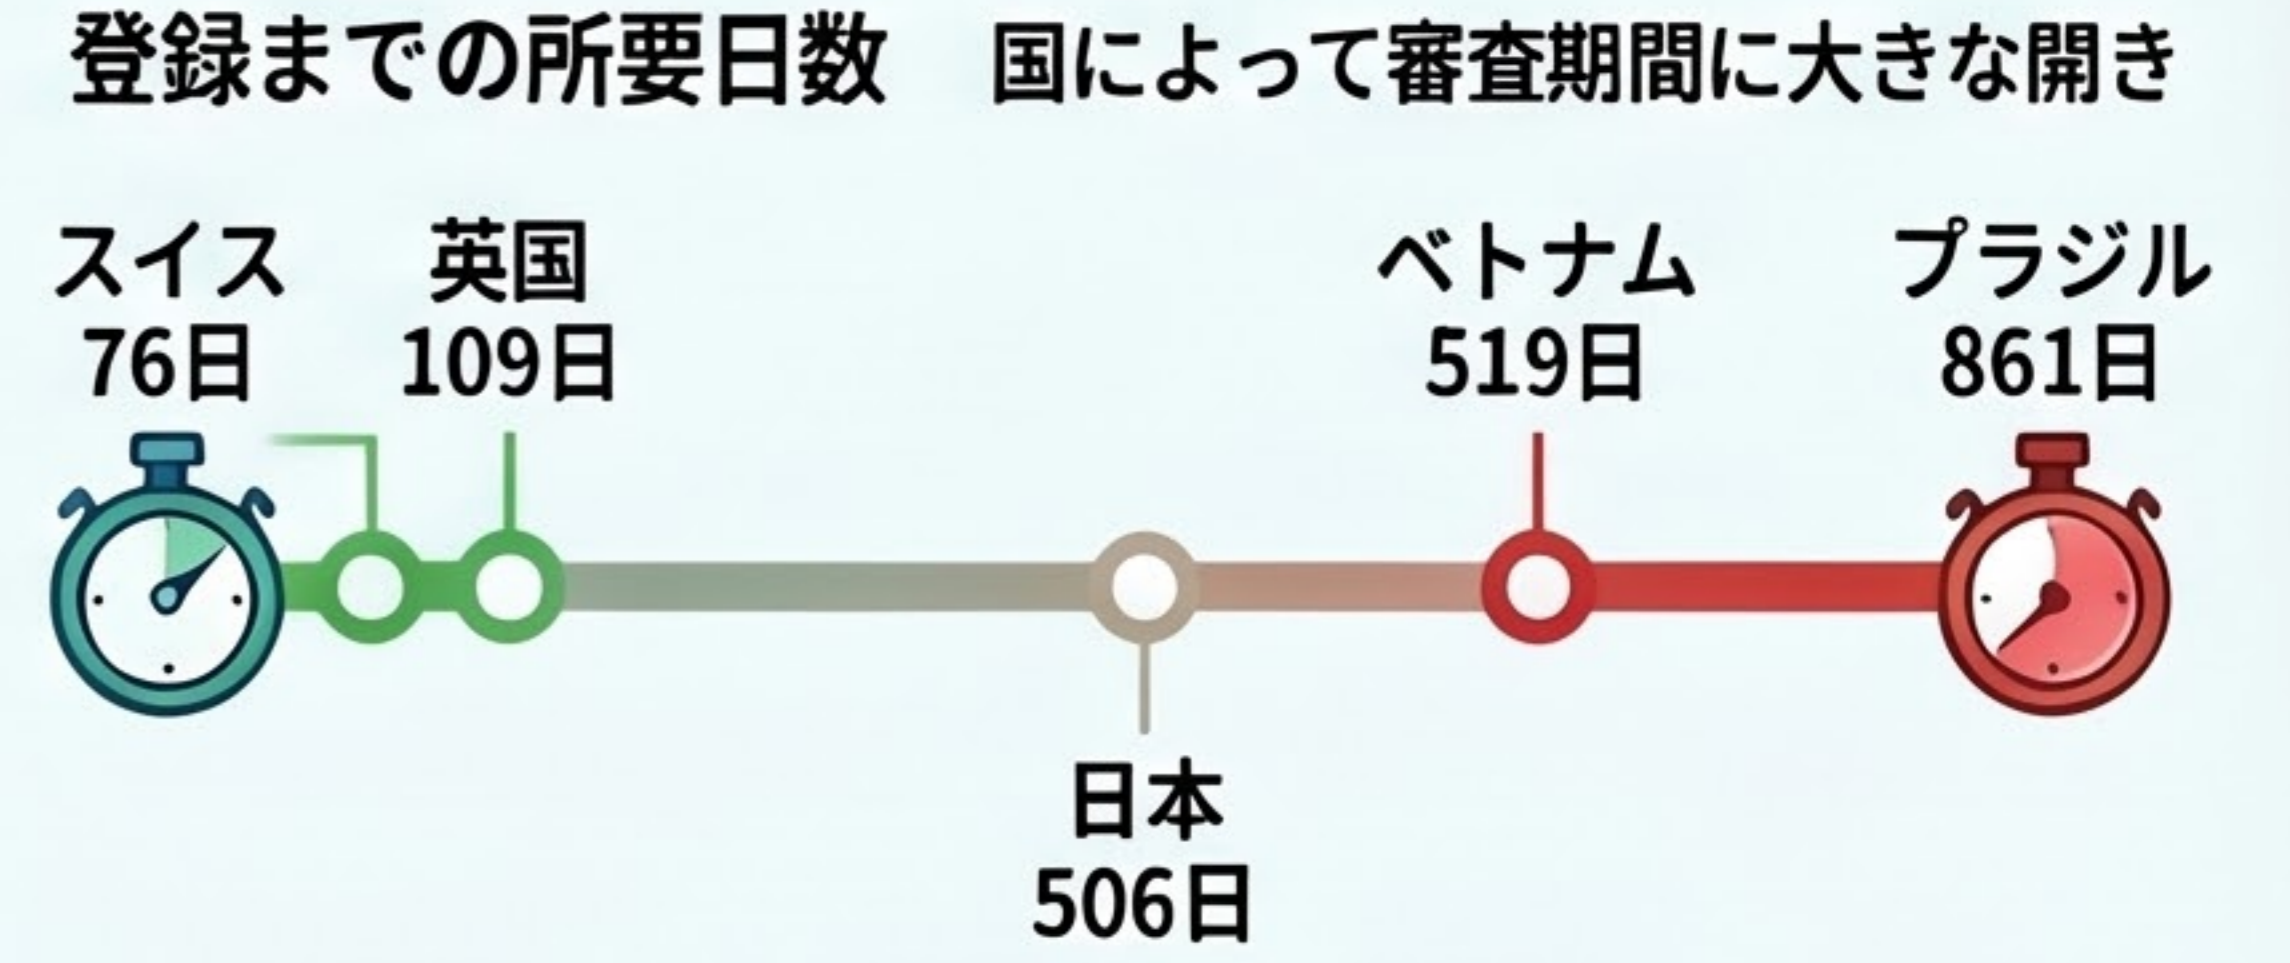 登録までの所要日数　国によって審査期間に大きな開き
スイス
76日
英国
109日
日本
506日
ベトナム
519日
プラジル
861日